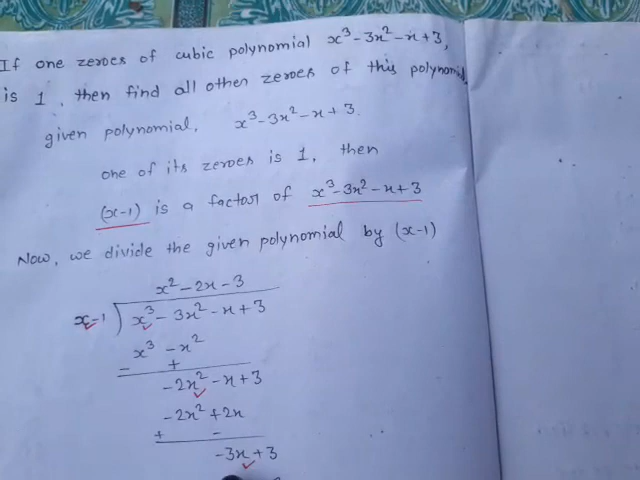 If one zeroes of cubic polynomial x³-3x²-x+3,
is 1, then find all other zeroes of this polynomial
given polynomial, x³-3x²-x+3.
one of its zeroes is 1, then
(x-1) is a factor of x³-3x²-x+3
Now, we divide the given polynomial by (x-1)
x²-2x-3
x-1 ) x³-3x²-x+3
x³-x²
- +
-2x²-x+3
-2x²+2x
+ -
-3x+3